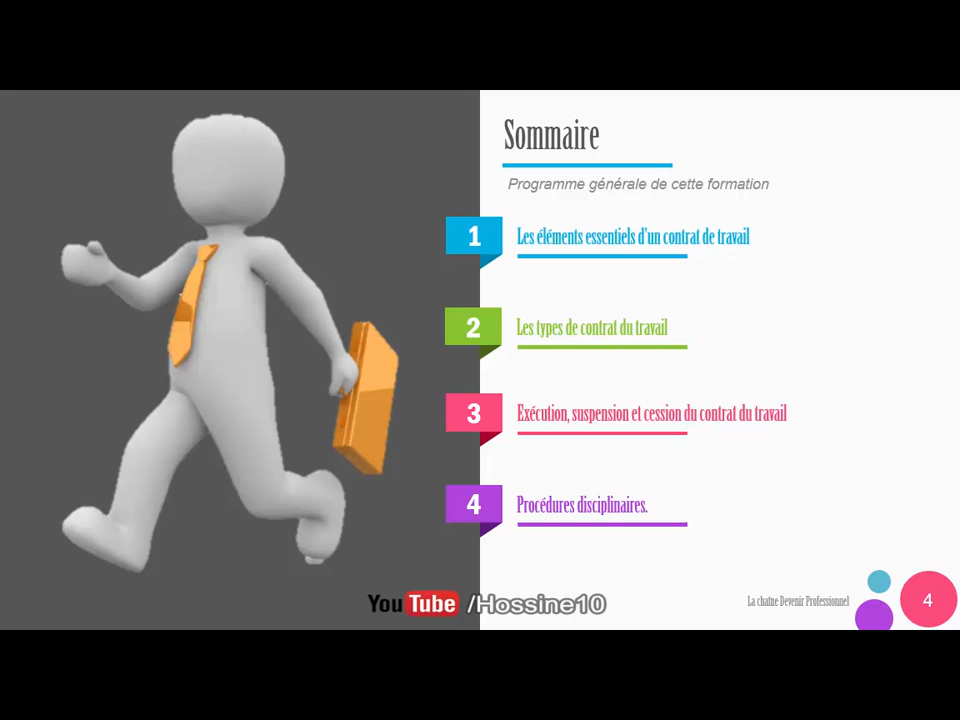 Sommaire
Programme générale de cette formation
1 Les éléments essentiels d'un contrat de travail
2 Les types de contrat du travail
3 Exécution, suspension et cession du contrat du travail
4 Procédures disciplinaires.
YouTube /Hossine10
La chaîne Devenir Professionnel
4